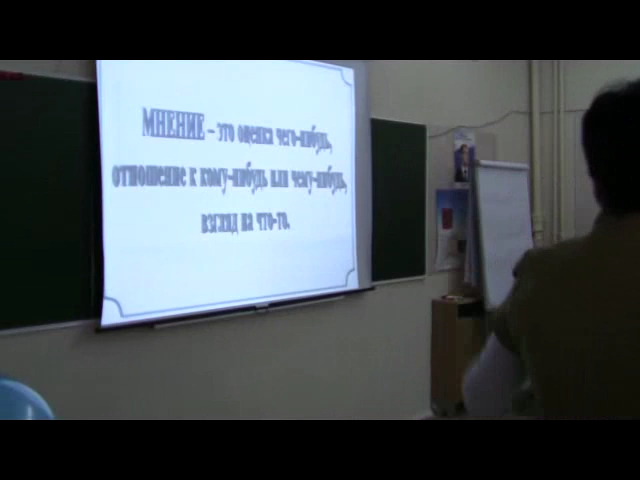 МНЕНИЕ – это оценка чего-нибудь,
отношение к кому-нибудь или чему-нибудь,
взгляд на что-то.